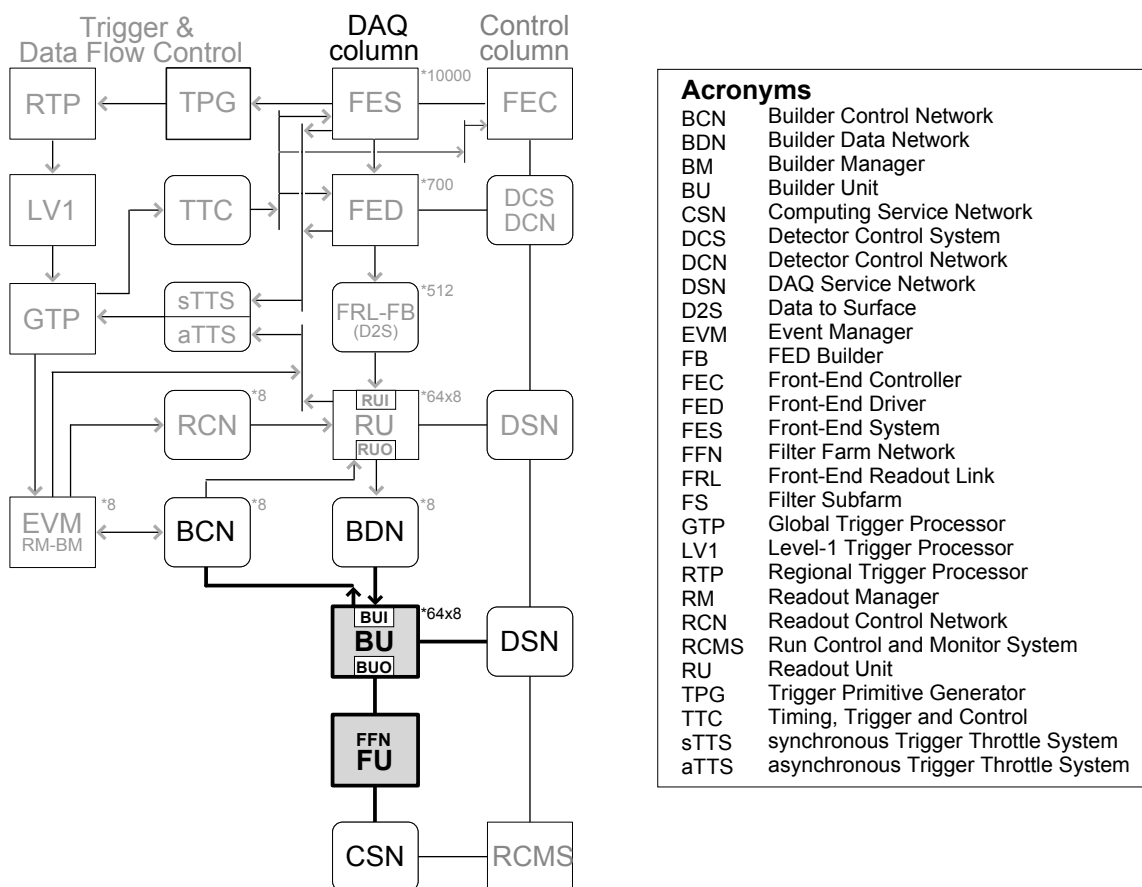 Trigger &
Data Flow Control
DAQ
column
Control
column
RTP
TPG
FES
*10000
FEC
LV1
TTC
FED
*700
DCS
DCN
GTP
sTTS
aTTS
FRL-FB
(D2S)
*512
RCN
*8
RUI
RU
RUO
*64x8
DSN
EVM
RM-BM
*8
BCN
*8
BDN
*8
BUI
BU
BUO
*64x8
DSN
FFN
FU
CSN
RCMS
Acronyms
BCN Builder Control Network
BDN Builder Data Network
BM Builder Manager
BU Builder Unit
CSN Computing Service Network
DCS Detector Control System
DCN Detector Control Network
DSN DAQ Service Network
D2S Data to Surface
EVM Event Manager
FB FED Builder
FEC Front-End Controller
FED Front-End Driver
FES Front-End System
FFN Filter Farm Network
FRL Front-End Readout Link
FS Filter Subfarm
GTP Global Trigger Processor
LV1 Level-1 Trigger Processor
RTP Regional Trigger Processor
RM Readout Manager
RCN Readout Control Network
RCMS Run Control and Monitor System
RU Readout Unit
TPG Trigger Primitive Generator
TTC Timing, Trigger and Control
sTTS synchronous Trigger Throttle System
aTTS asynchronous Trigger Throttle System